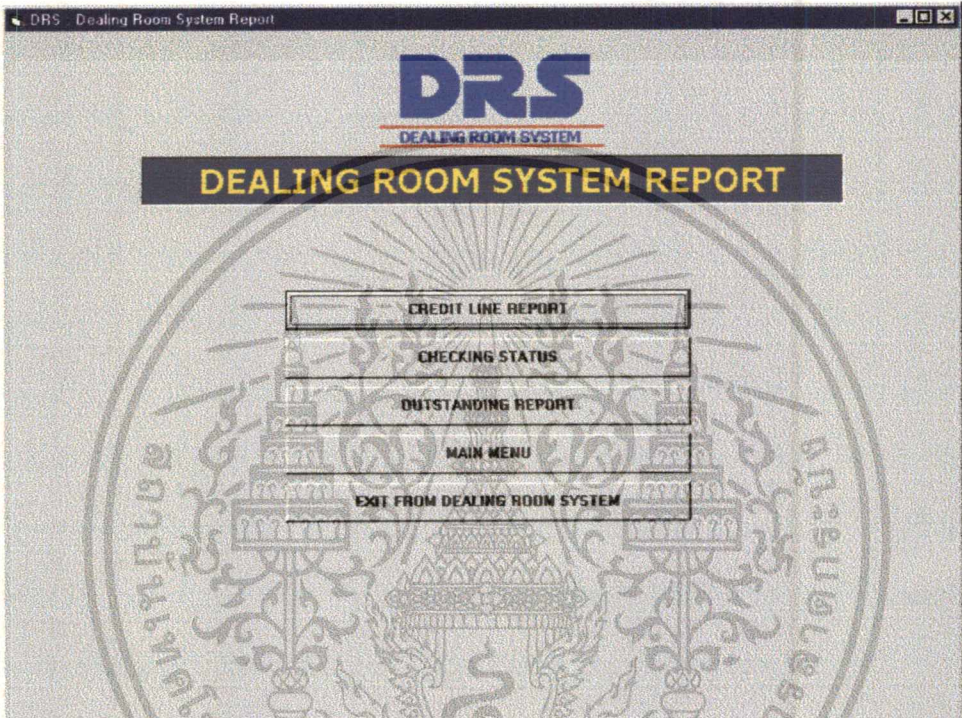 DRS - Dealing Room System Report
DRS
DEALING ROOM SYSTEM
DEALING ROOM SYSTEM REPORT
CREDIT LINE REPORT
CHECKING STATUS
OUTSTANDING REPORT
MAIN MENU
EXIT FROM DEALING ROOM SYSTEM